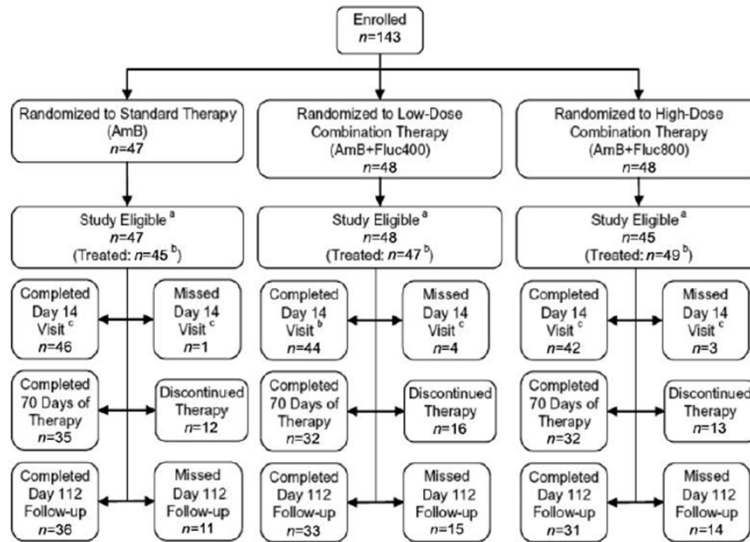 Enrolled
n=143
Randomized to Standard Therapy
(AmB)
n=47
Randomized to Low-Dose
Combination Therapy
(AmB+Fluc400)
n=48
Randomized to High-Dose
Combination Therapy
(AmB+Fluc800)
n=48
Study Eligible a
n=47
(Treated: n=45 b)
Study Eligible a
n=48
(Treated: n=47 b)
Study Eligible a
n=45
(Treated: n=49 b)
Completed
Day 14
Visit c
n=46
Missed
Day 14
Visit c
n=1
Completed
Day 14
Visit b
n=44
Missed
Day 14
Visit c
n=4
Completed
Day 14
Visit c
n=42
Missed
Day 14
Visit c
n=3
Completed
70 Days of
Therapy
n=35
Discontinued
Therapy
n=12
Completed
70 Days of
Therapy
n=32
Discontinued
Therapy
n=16
Completed
70 Days of
Therapy
n=32
Discontinued
Therapy
n=13
Completed
Day 112
Follow-up
n=36
Missed
Day 112
Follow-up
n=11
Completed
Day 112
Follow-up
n=33
Missed
Day 112
Follow-up
n=15
Completed
Day 112
Follow-up
n=31
Missed
Day 112
Follow-up
n=14